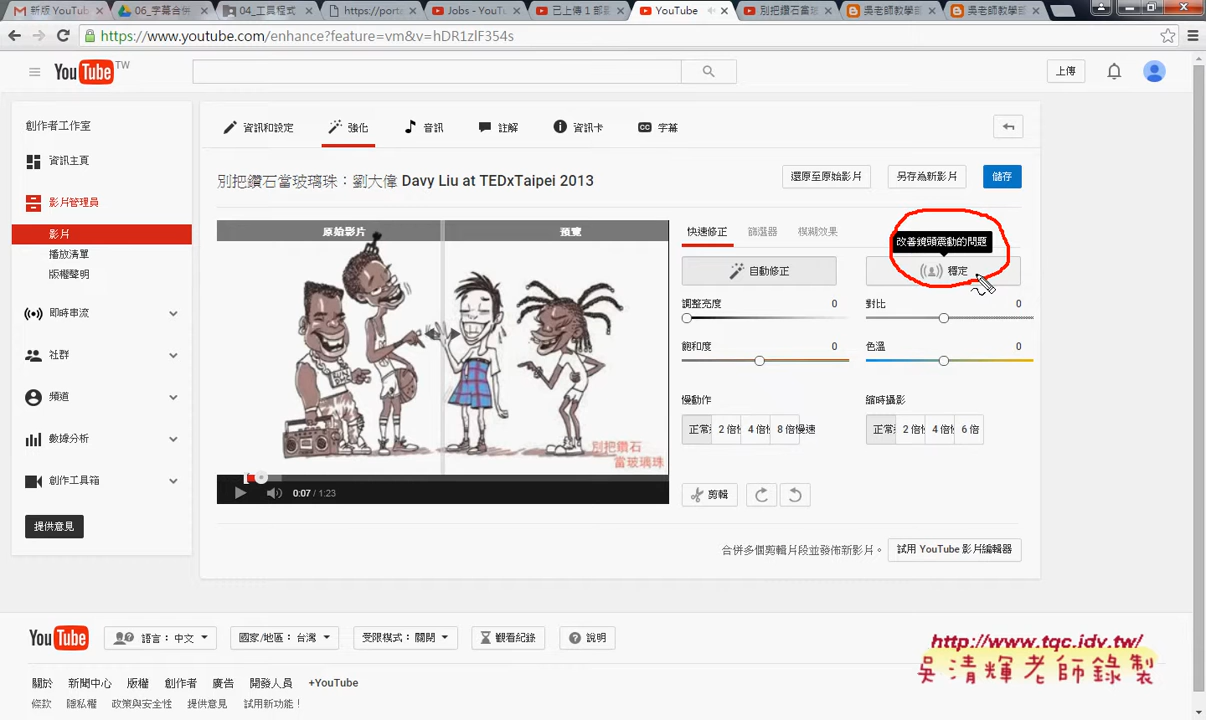 新版 YouTub
06_字幕合併
04_工具程式
https://porta
Jobs - YouTu
已上傳 1 部影
YouTube
別把鑽石當玻
吳老師教學部
吳老師教學部
https://www.youtube.com/enhance?feature=vm&v=hDR1zIF354s
YouTube TW
上傳
創作者工作室
資訊主頁
影片管理員
影片
播放清單
版權聲明
即時串流
社群
頻道
數據分析
創作工具箱
提供意見
資訊和設定
強化
音訊
註解
資訊卡
CC 字幕
別把鑽石當玻璃珠:劉大偉 Davy Liu at TEDxTaipei 2013
還原至原始影片
另存為新影片
儲存
原始影片
預覽
別把鑽石
當玻璃珠
0:07 / 1:23
快速修正
篩選器
模糊效果
改善鏡頭震動的問題
自動修正
穩定
調整亮度 0
對比 0
飽和度 0
色溫 0
慢動作
縮時攝影
正常
2 倍
4 倍
8 倍慢速
正常
2 倍
4 倍
6 倍
剪輯
合併多個剪輯片段並發佈新影片。
試用 YouTube 影片編輯器
YouTube
語言:中文
國家/地區:台灣
受限模式:關閉
觀看紀錄
說明
關於 新聞中心 版權 創作者 廣告 開發人員 +YouTube
條款 隱私權 政策與安全性 提供意見 試用新功能!
http://www.tqc.idv.tw/
吳清輝老師錄製